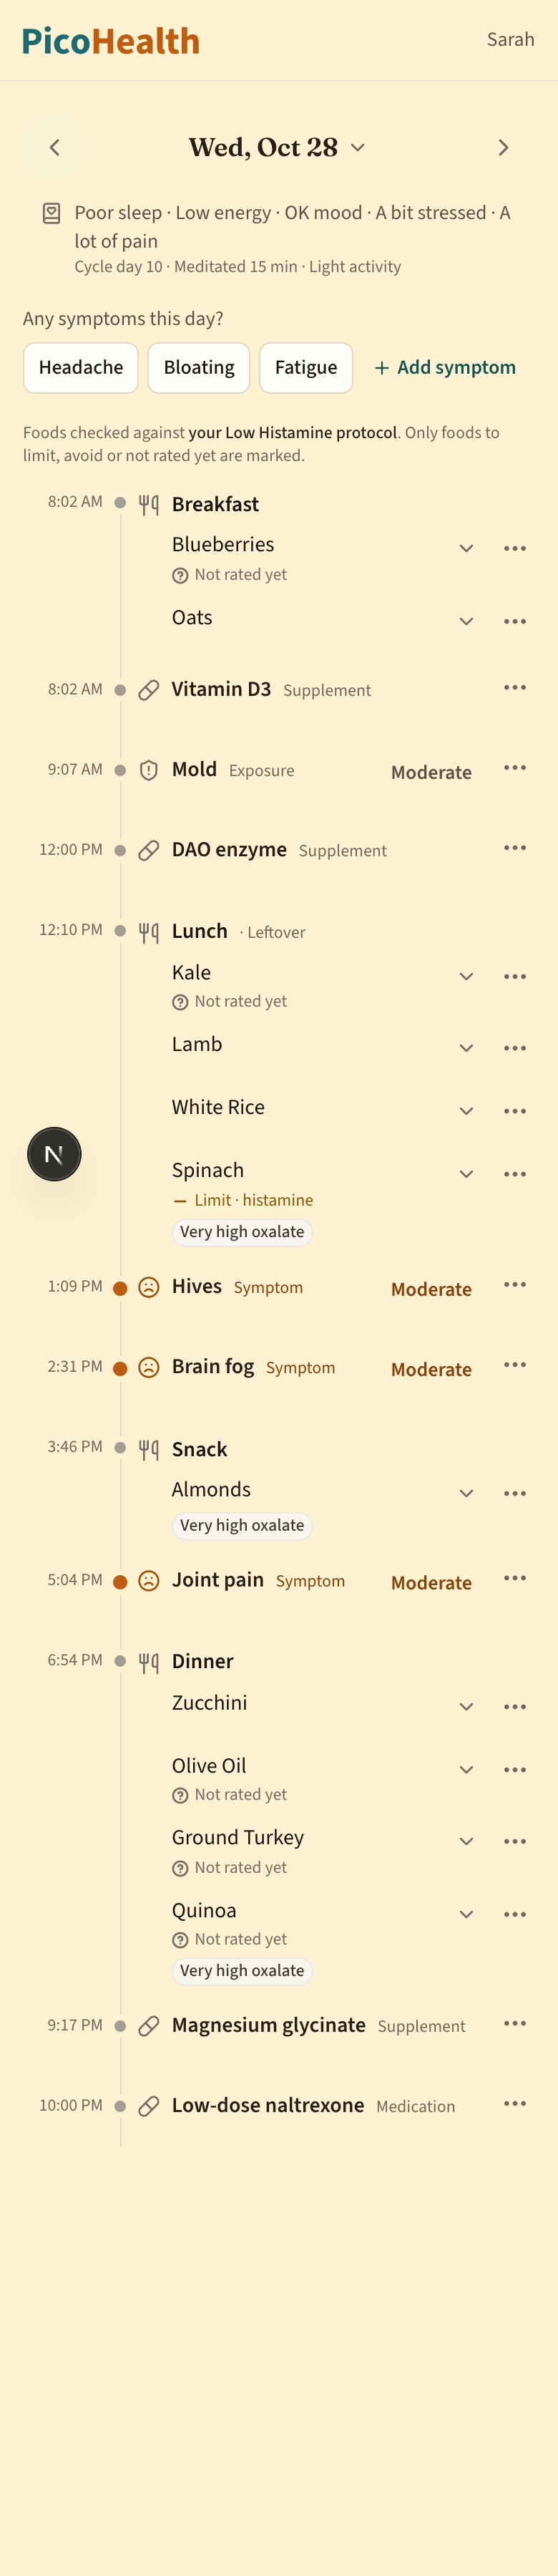 PicoHealth
Sarah
Wed, Oct 28
Poor sleep · Low energy · OK mood · A bit stressed · A
lot of pain
Cycle day 10 · Meditated 15 min · Light activity
Any symptoms this day?
Headache Bloating Fatigue + Add symptom
Foods checked against your Low Histamine protocol. Only foods to
limit, avoid or not rated yet are marked.
8:02 AM Breakfast
Blueberries
Not rated yet
Oats
8:02 AM Vitamin D3 Supplement
9:07 AM Mold Exposure Moderate
12:00 PM DAO enzyme Supplement
12:10 PM Lunch · Leftover
Kale
Not rated yet
Lamb
White Rice
N
Spinach
Limit · histamine
Very high oxalate
1:09 PM Hives Symptom Moderate
2:31 PM Brain fog Symptom Moderate
3:46 PM Snack
Almonds
Very high oxalate
5:04 PM Joint pain Symptom Moderate
6:54 PM Dinner
Zucchini
Olive Oil
Not rated yet
Ground Turkey
Not rated yet
Quinoa
Not rated yet
Very high oxalate
9:17 PM Magnesium glycinate Supplement
10:00 PM Low-dose naltrexone Medication